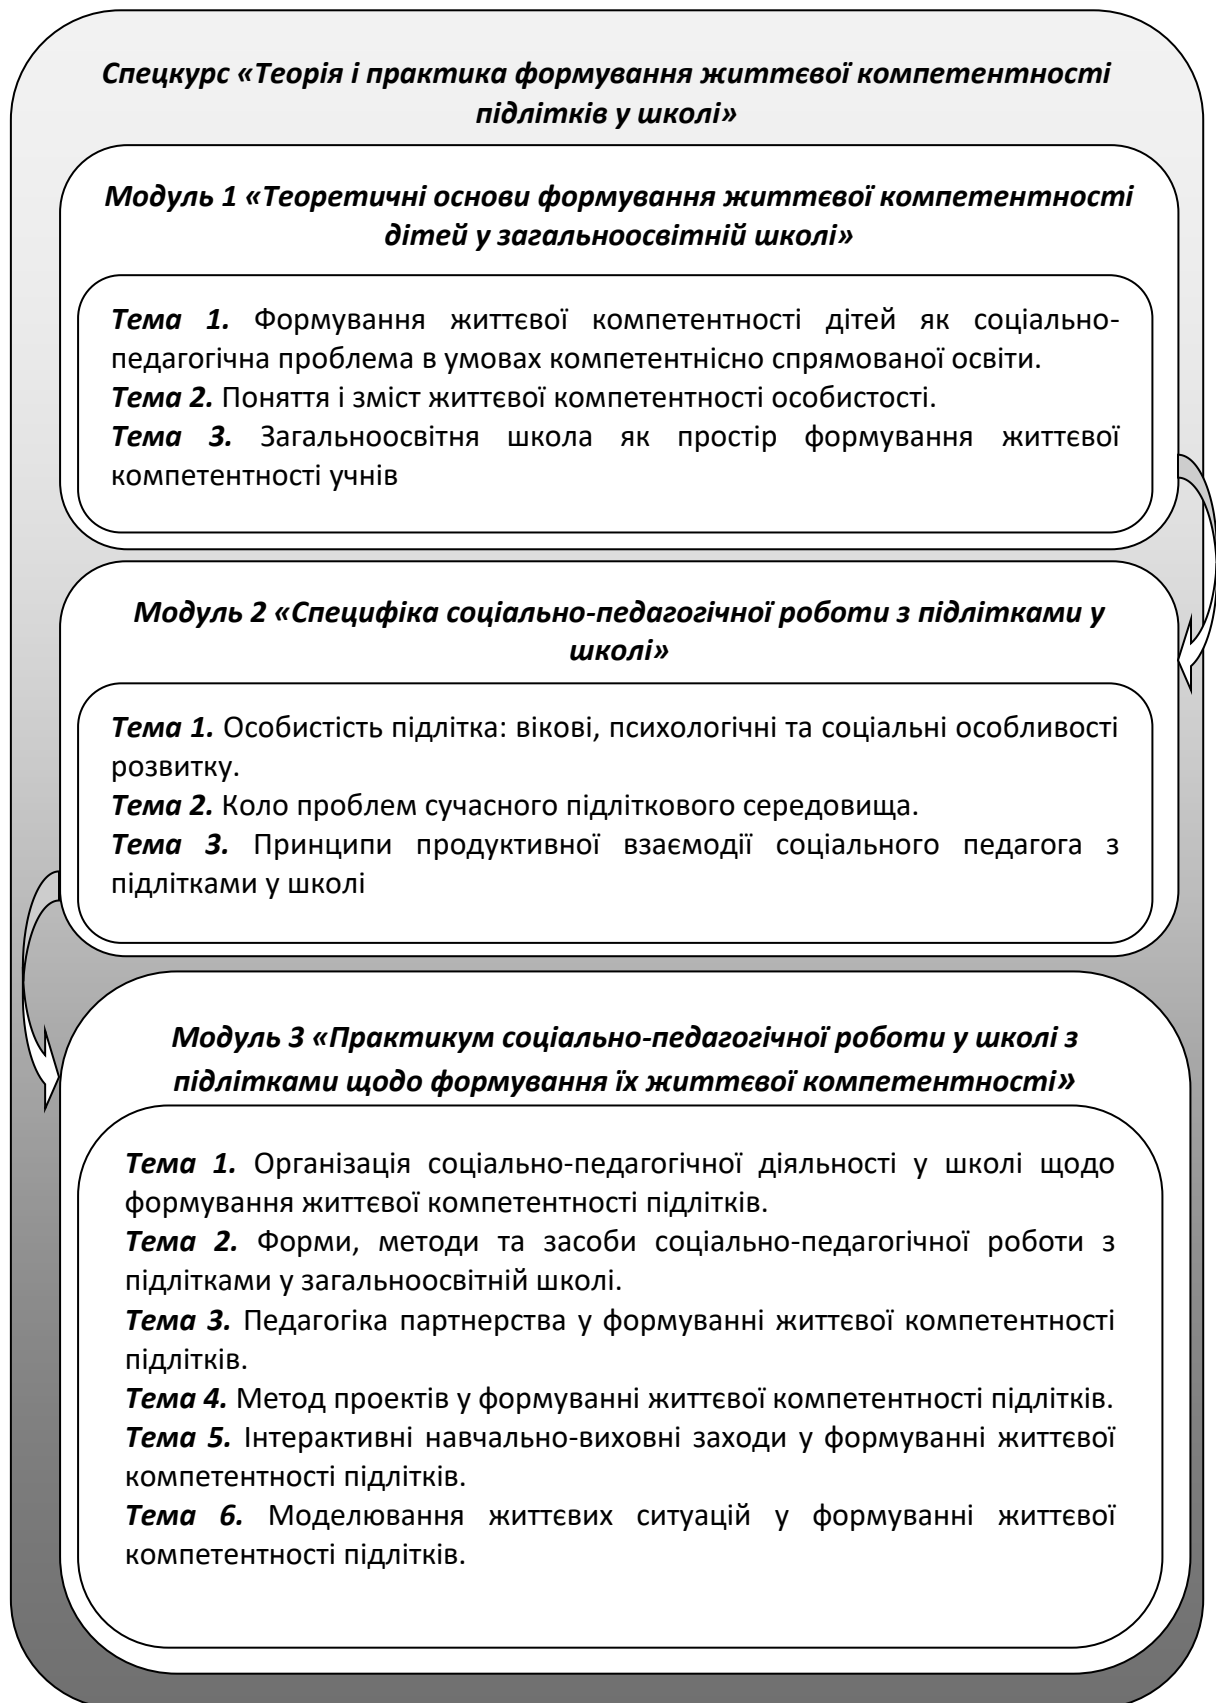 Спецкурс «Теорія і практика формування життєвої компетентності
підлітків у школі»
Модуль 1 «Теоретичні основи формування життєвої компетентності
дітей у загальноосвітній школі»
Тема 1. Формування життєвої компетентності дітей як соціально-
педагогічна проблема в умовах компетентнісно спрямованої освіти.
Тема 2. Поняття і зміст життєвої компетентності особистості.
Тема 3. Загальноосвітня школа як простір формування життєвої
компетентності учнів
Модуль 2 «Специфіка соціально-педагогічної роботи з підлітками у
школі»
Тема 1. Особистість підлітка: вікові, психологічні та соціальні особливості
розвитку.
Тема 2. Коло проблем сучасного підліткового середовища.
Тема 3. Принципи продуктивної взаємодії соціального педагога з
підлітками у школі
Модуль 3 «Практикум соціально-педагогічної роботи у школі з
підлітками щодо формування їх життєвої компетентності»
Тема 1. Організація соціально-педагогічної діяльності у школі щодо
формування життєвої компетентності підлітків.
Тема 2. Форми, методи та засоби соціально-педагогічної роботи з
підлітками у загальноосвітній школі.
Тема 3. Педагогіка партнерства у формуванні життєвої компетентності
підлітків.
Тема 4. Метод проектів у формуванні життєвої компетентності підлітків.
Тема 5. Інтерактивні навчально-виховні заходи у формуванні життєвої
компетентності підлітків.
Тема 6. Моделювання життєвих ситуацій у формуванні життєвої
компетентності підлітків.